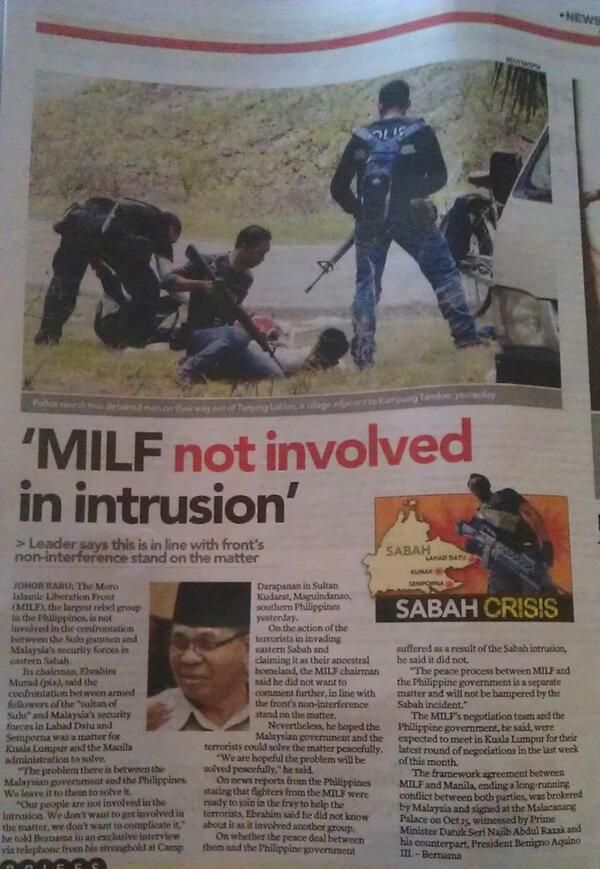 •NEWS
REUTERSPIX
POLIS
Police search two detained men on their way out of Tanjung Labian, a village adjacent to Kampung Tanduo, yesterday.
'MILF not involved
in intrusion'
> Leader says this is in line with front's
non-interference stand on the matter
SABAH
LAHAD DATU
KUNAK
SEMPORNA
SABAH CRISIS
JOHOR BARU: The Moro
Islamic Liberation Front
(MILF), the largest rebel group
in the Philippines, is not
involved in the confrontation
between the Sulu gunmen and
Malaysia's security forces in
eastern Sabah.
Its chairman, Ebrahim
Murad (pix), said the
confrontation between armed
followers of the "sultan of
Sulu" and Malaysia's security
forces in Lahad Datu and
Semporna was a matter for
Kuala Lumpur and the Manila
administration to solve.
"The problem there is between the
Malaysian government and the Philippines.
We leave it to them to solve it.
"Our people are not involved in the
intrusion. We don't want to get involved in
the matter, we don't want to complicate it,"
he told Bernama in an exclusive interview
via telephone from his stronghold at Camp
Darapanan in Sultan
Kudarat, Maguindanao,
southern Philippines
yesterday.
On the action of the
terrorists in invading
eastern Sabah and
claiming it as their ancestral
homeland, the MILF chairman
said he did not want to
comment further, in line with
the front's non-interference
stand on the matter.
Nevertheless, he hoped the
Malaysian government and the
terrorists could solve the matter peacefully.
"We are hopeful the problem will be
solved peacefully," he said.
On news reports from the Philippines
stating that fighters from the MILF were
ready to join in the fray to help the
terrorists, Ebrahim said he did not know
about it as it involved another group.
On whether the peace deal between
them and the Philippine government
suffered as a result of the Sabah intrusion,
he said it did not.
"The peace process between MILF and
the Philippine government is a separate
matter and will not be hampered by the
Sabah incident."
The MILF's negotiation team and the
Philippine government, he said, were
expected to meet in Kuala Lumpur for their
latest round of negotiations in the last week
of this month.
The framework agreement between
MILF and Manila, ending a long-running
conflict between both parties, was brokered
by Malaysia and signed at the Malacanang
Palace on Oct 15, witnessed by Prime
Minister Datuk Seri Najib Abdul Razak and
his counterpart, President Benigno Aquino
III. – Bernama
BRIEFS